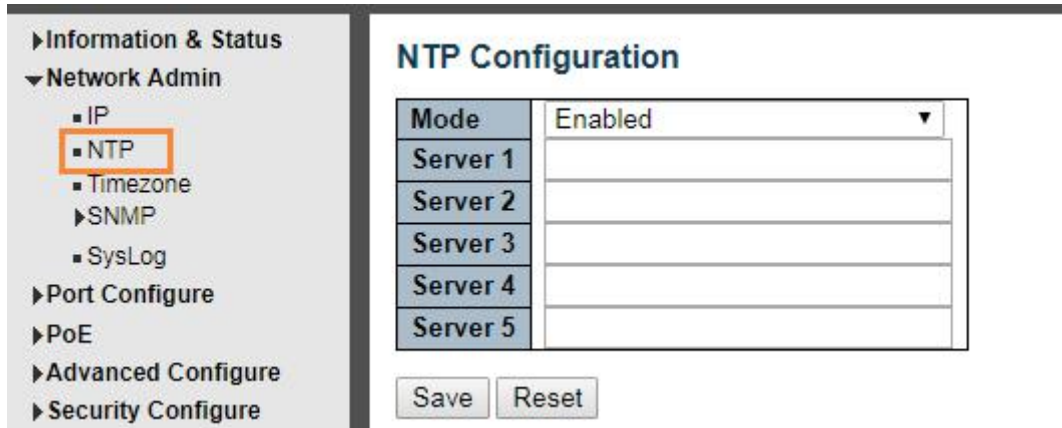 Information & Status
Network Admin
IP
NTP
Timezone
SNMP
SysLog
Port Configure
PoE
Advanced Configure
Security Configure
NTP Configuration
Mode Enabled
Server 1
Server 2
Server 3
Server 4
Server 5
Save Reset